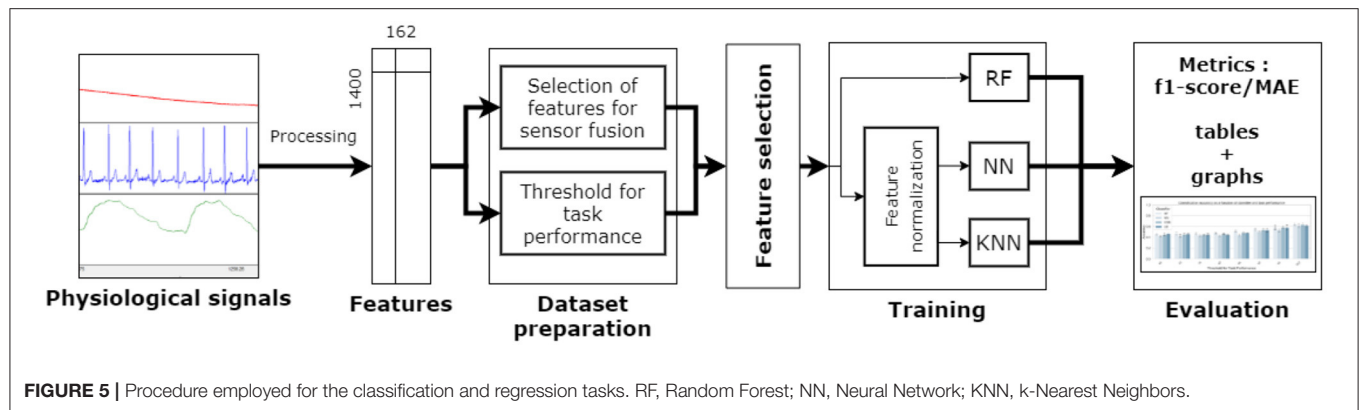 Physiological signals
Processing
162
1400
Features
Selection of
features for
sensor fusion
Threshold for
task
performance
Dataset
preparation
Feature selection
Feature
normalization
RF
NN
KNN
Training
Metrics :
f1-score/MAE
tables
+
graphs
Evaluation
FIGURE 5 | Procedure employed for the classification and regression tasks. RF, Random Forest; NN, Neural Network; KNN, k-Nearest Neighbors.